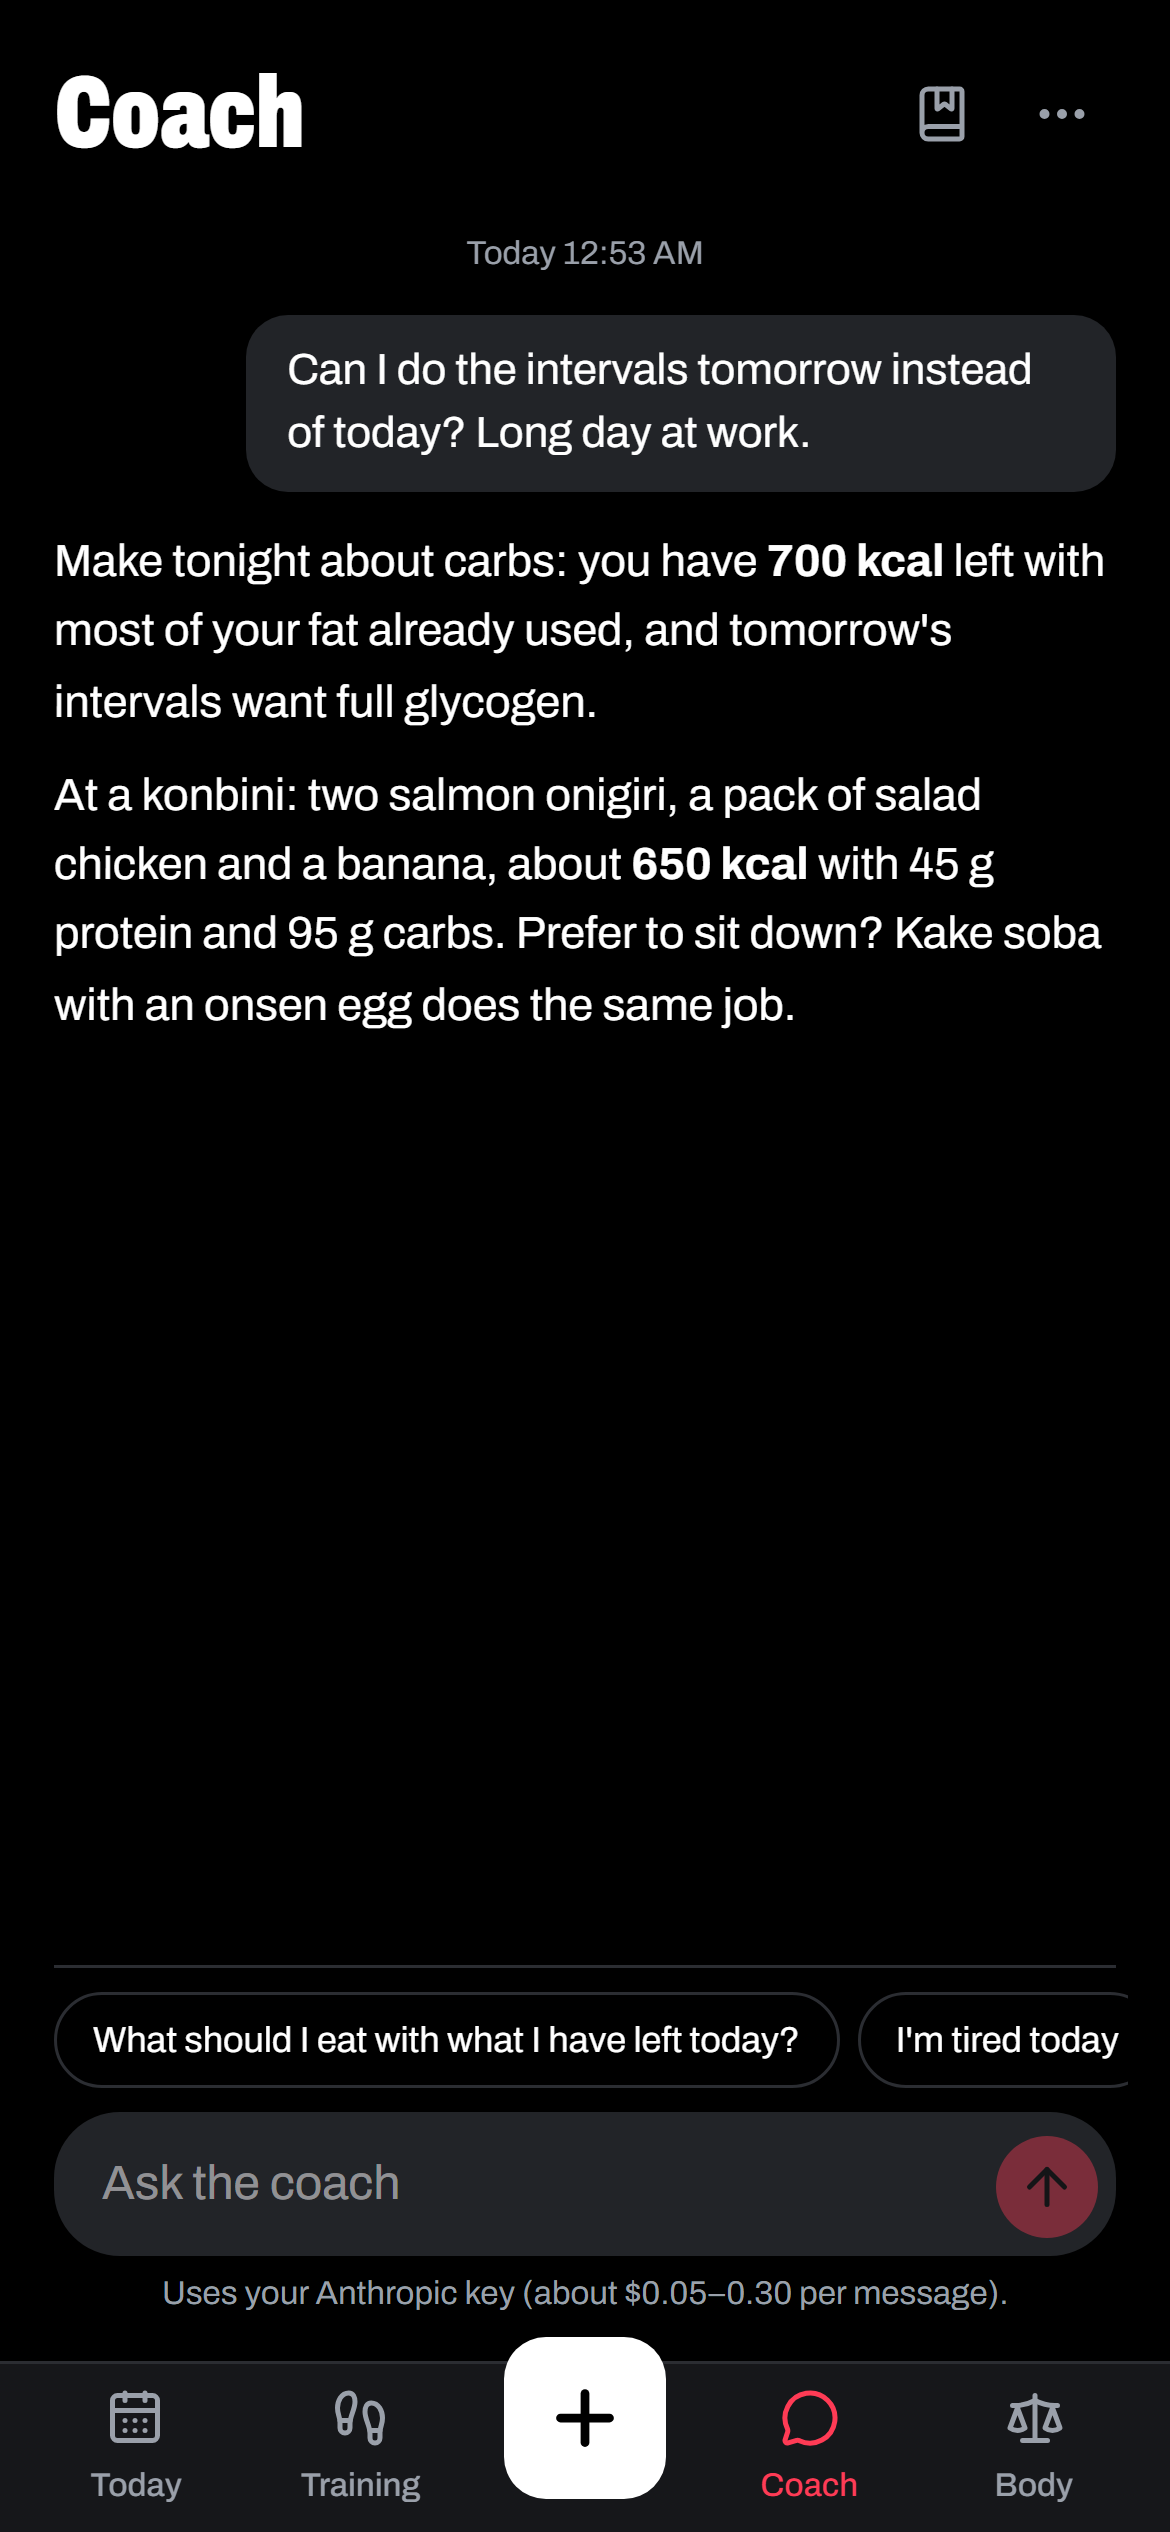 Coach
Today 12:53 AM
Can I do the intervals tomorrow instead
of today? Long day at work.
Make tonight about carbs: you have 700 kcal left with
most of your fat already used, and tomorrow's
intervals want full glycogen.
At a konbini: two salmon onigiri, a pack of salad
chicken and a banana, about 650 kcal with 45 g
protein and 95 g carbs. Prefer to sit down? Kake soba
with an onsen egg does the same job.
What should I eat with what I have left today?
I'm tired today
Ask the coach
Uses your Anthropic key (about $0.05–0.30 per message).
Today
Training
Coach
Body